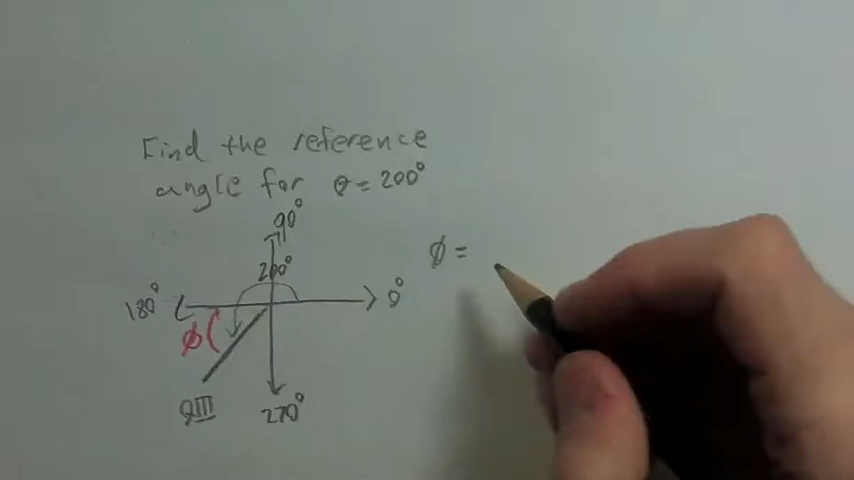 Find the reference
angle for θ = 200°
90°
200°
180°
0°
ϕ =
ϕ
QIII
270°